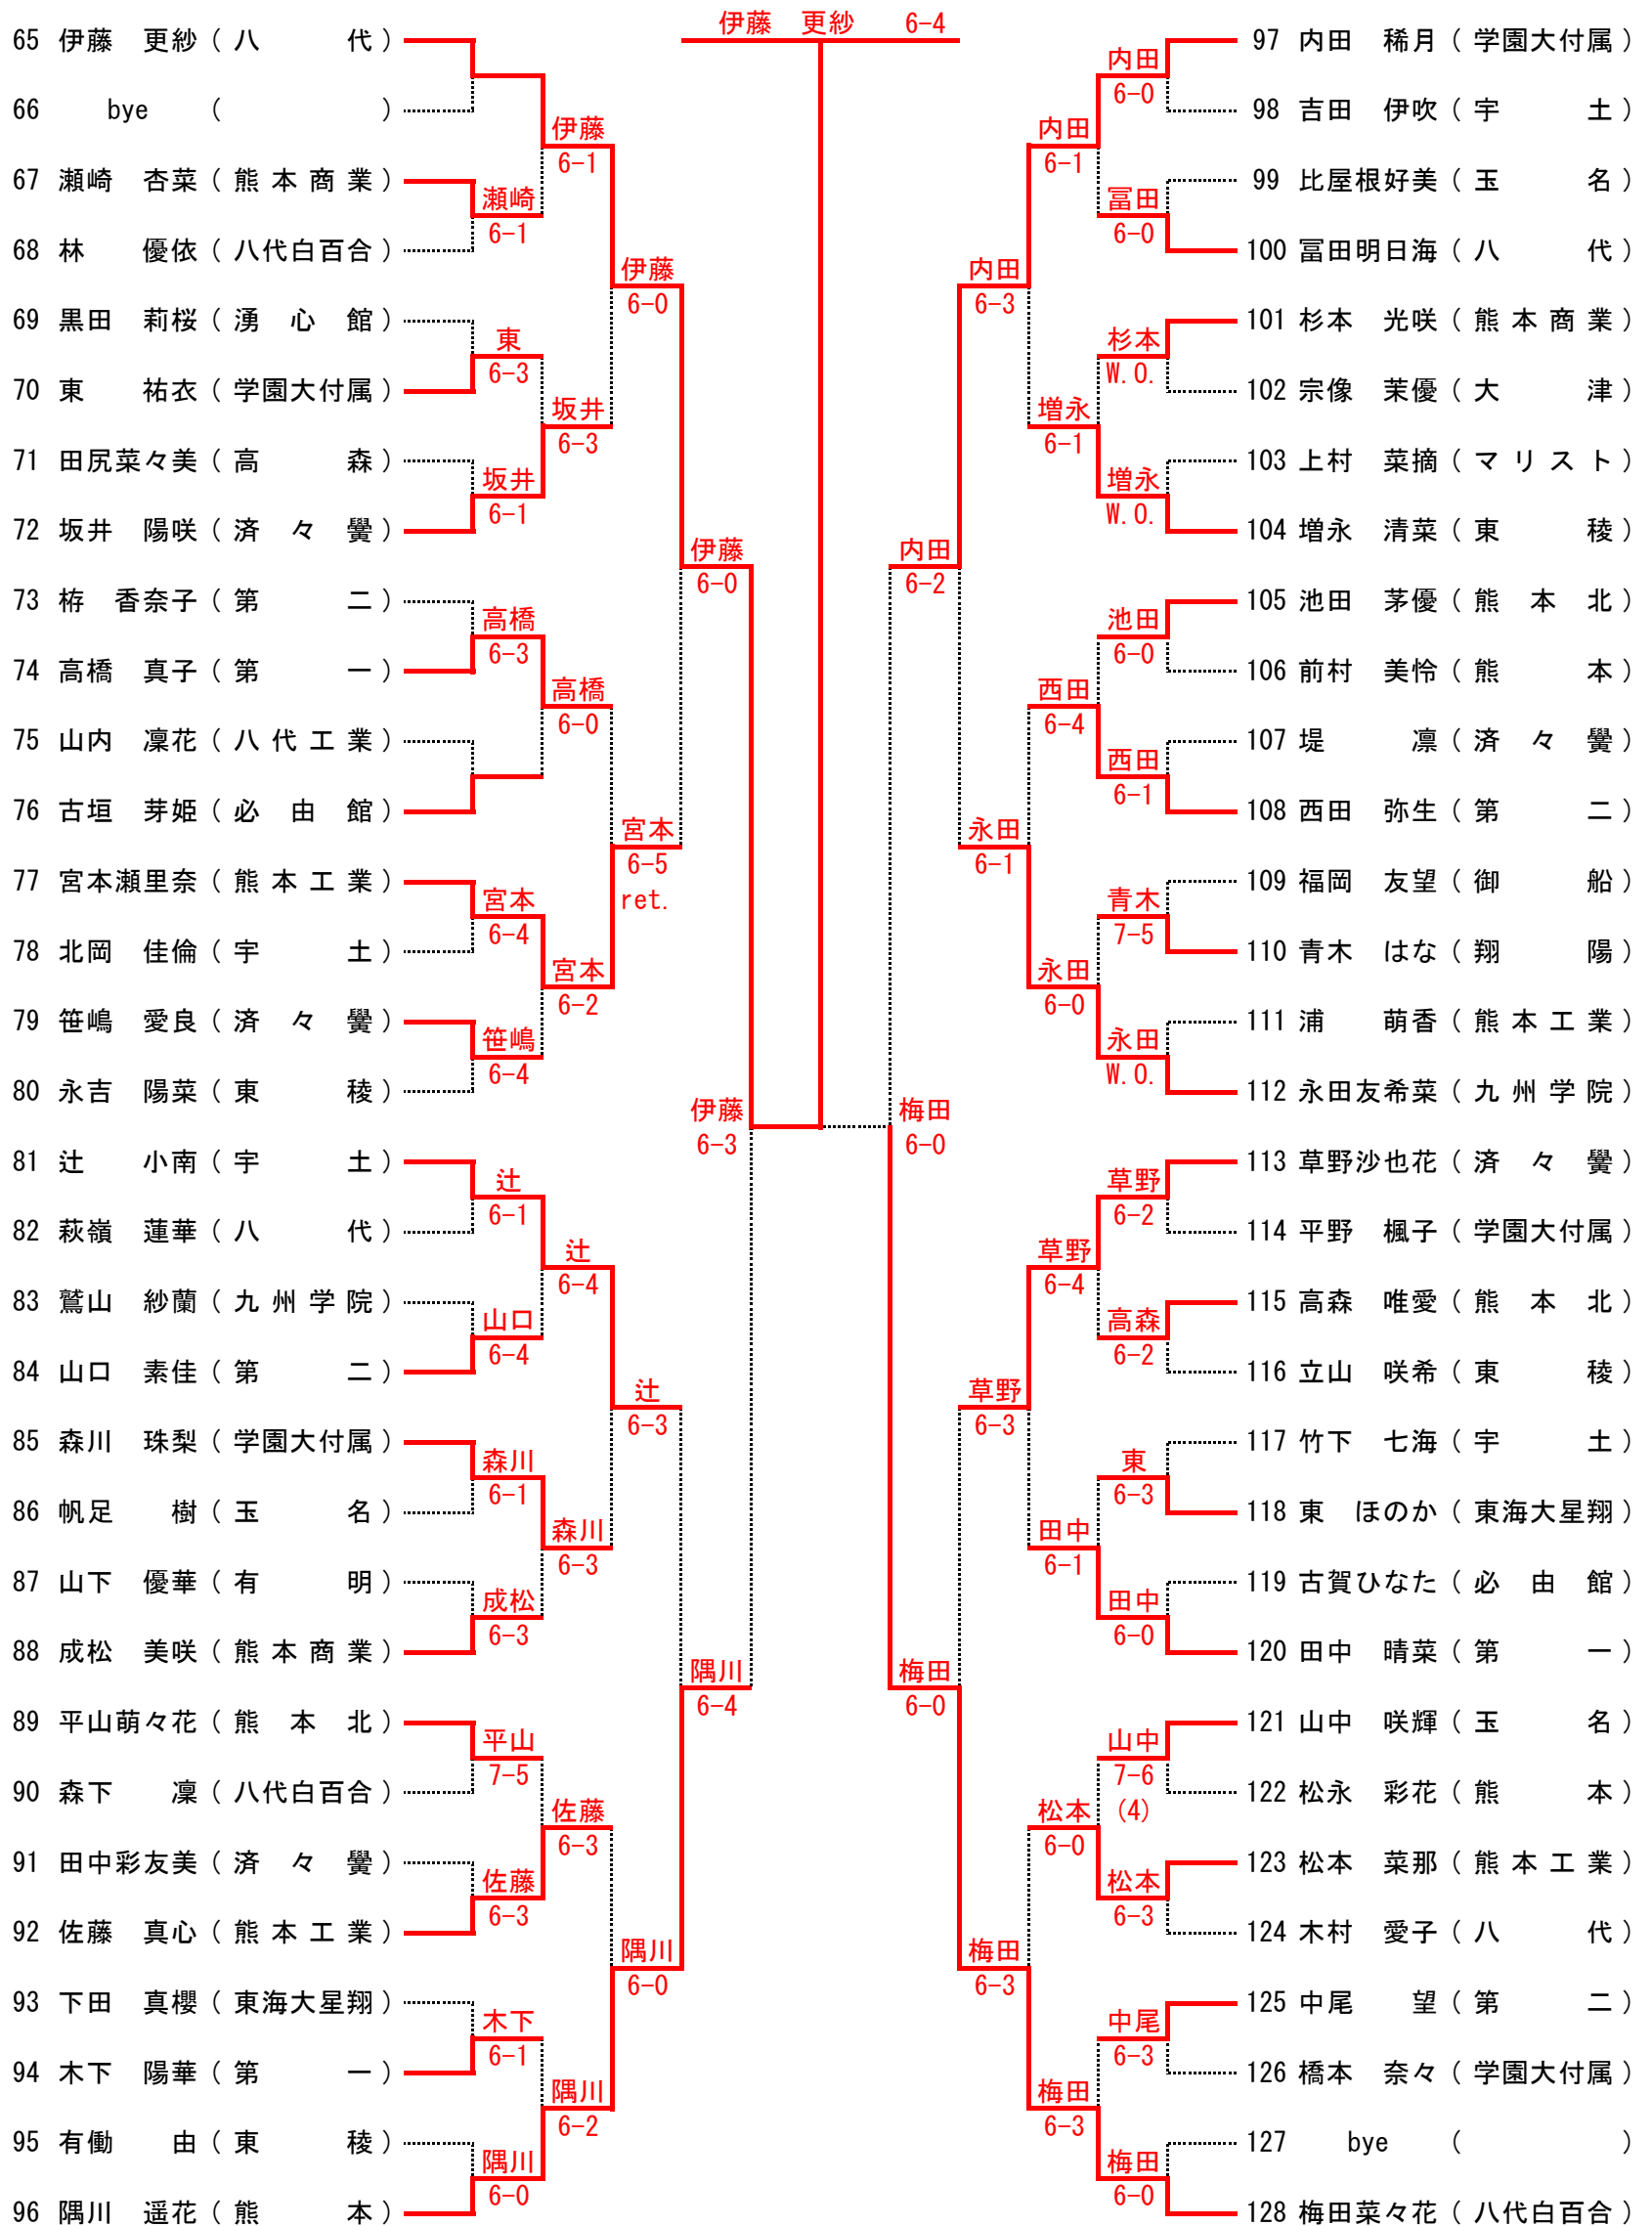 伊藤　更紗　6-4
65 伊藤　更紗 ( 八　代 )
66 bye (　)
67 瀬崎　杏菜 ( 熊本商業 )
68 林　優依 ( 八代白百合 )
69 黒田　莉桜 ( 湧心館 )
70 東　祐衣 ( 学園大付属 )
71 田尻菜々美 ( 高　森 )
72 坂井　陽咲 ( 済々黌 )
73 栫　香奈子 ( 第　二 )
74 高橋　真子 ( 第　一 )
75 山内　凜花 ( 八代工業 )
76 古垣　芽姫 ( 必由館 )
77 宮本瀬里奈 ( 熊本工業 )
78 北岡　佳倫 ( 宇　土 )
79 笹嶋　愛良 ( 済々黌 )
80 永吉　陽菜 ( 東　稜 )
81 辻　小南 ( 宇　土 )
82 萩嶺　蓮華 ( 八　代 )
83 鷲山　紗蘭 ( 九州学院 )
84 山口　素佳 ( 第　二 )
85 森川　珠梨 ( 学園大付属 )
86 帆足　樹 ( 玉　名 )
87 山下　優華 ( 有　明 )
88 成松　美咲 ( 熊本商業 )
89 平山萌々花 ( 熊本北 )
90 森下　凜 ( 八代白百合 )
91 田中彩友美 ( 済々黌 )
92 佐藤　真心 ( 熊本工業 )
93 下田　真櫻 ( 東海大星翔 )
94 木下　陽華 ( 第　一 )
95 有働　由 ( 東　稜 )
96 隅川　遥花 ( 熊　本 )
瀬崎
6-1
東
6-3
坂井
6-1
高橋
6-3
宮本
6-4
笹嶋
6-4
辻
6-1
山口
6-4
森川
6-1
成松
6-3
平山
7-5
佐藤
6-3
木下
6-1
隅川
6-0
伊藤
6-1
坂井
6-3
高橋
6-0
宮本
6-2
辻
6-4
森川
6-3
佐藤
6-3
隅川
6-2
伊藤
6-0
宮本
6-5
ret.
辻
6-3
隅川
6-0
伊藤
6-0
隅川
6-4
伊藤
6-3
梅田
6-0
内田
6-2
梅田
6-0
内田
6-3
永田
6-1
草野
6-3
梅田
6-3
内田
6-1
増永
6-1
西田
6-4
永田
6-0
草野
6-4
田中
6-1
松本
6-0
梅田
6-3
内田
6-0
冨田
6-0
杉本
W.O.
増永
W.O.
池田
6-0
西田
6-1
青木
7-5
永田
W.O.
草野
6-2
高森
6-2
東
6-3
田中
6-0
山中
7-6
(4)
松本
6-3
中尾
6-3
梅田
6-0
97 内田　稀月 ( 学園大付属 )
98 吉田　伊吹 ( 宇　土 )
99 比屋根好美 ( 玉　名 )
100 冨田明日海 ( 八　代 )
101 杉本　光咲 ( 熊本商業 )
102 宗像　茉優 ( 大　津 )
103 上村　菜摘 ( マリスト )
104 増永　清菜 ( 東　稜 )
105 池田　茅優 ( 熊本北 )
106 前村　美怜 ( 熊　本 )
107 堤　凛 ( 済々黌 )
108 西田　弥生 ( 第　二 )
109 福岡　友望 ( 御　船 )
110 青木　はな ( 翔　陽 )
111 浦　萌香 ( 熊本工業 )
112 永田友希菜 ( 九州学院 )
113 草野沙也花 ( 済々黌 )
114 平野　楓子 ( 学園大付属 )
115 高森　唯愛 ( 熊本北 )
116 立山　咲希 ( 東　稜 )
117 竹下　七海 ( 宇　土 )
118 東　ほのか ( 東海大星翔 )
119 古賀ひなた ( 必由館 )
120 田中　晴菜 ( 第　一 )
121 山中　咲輝 ( 玉　名 )
122 松永　彩花 ( 熊　本 )
123 松本　菜那 ( 熊本工業 )
124 木村　愛子 ( 八　代 )
125 中尾　望 ( 第　二 )
126 橋本　奈々 ( 学園大付属 )
127 bye (　)
128 梅田菜々花 ( 八代白百合 )